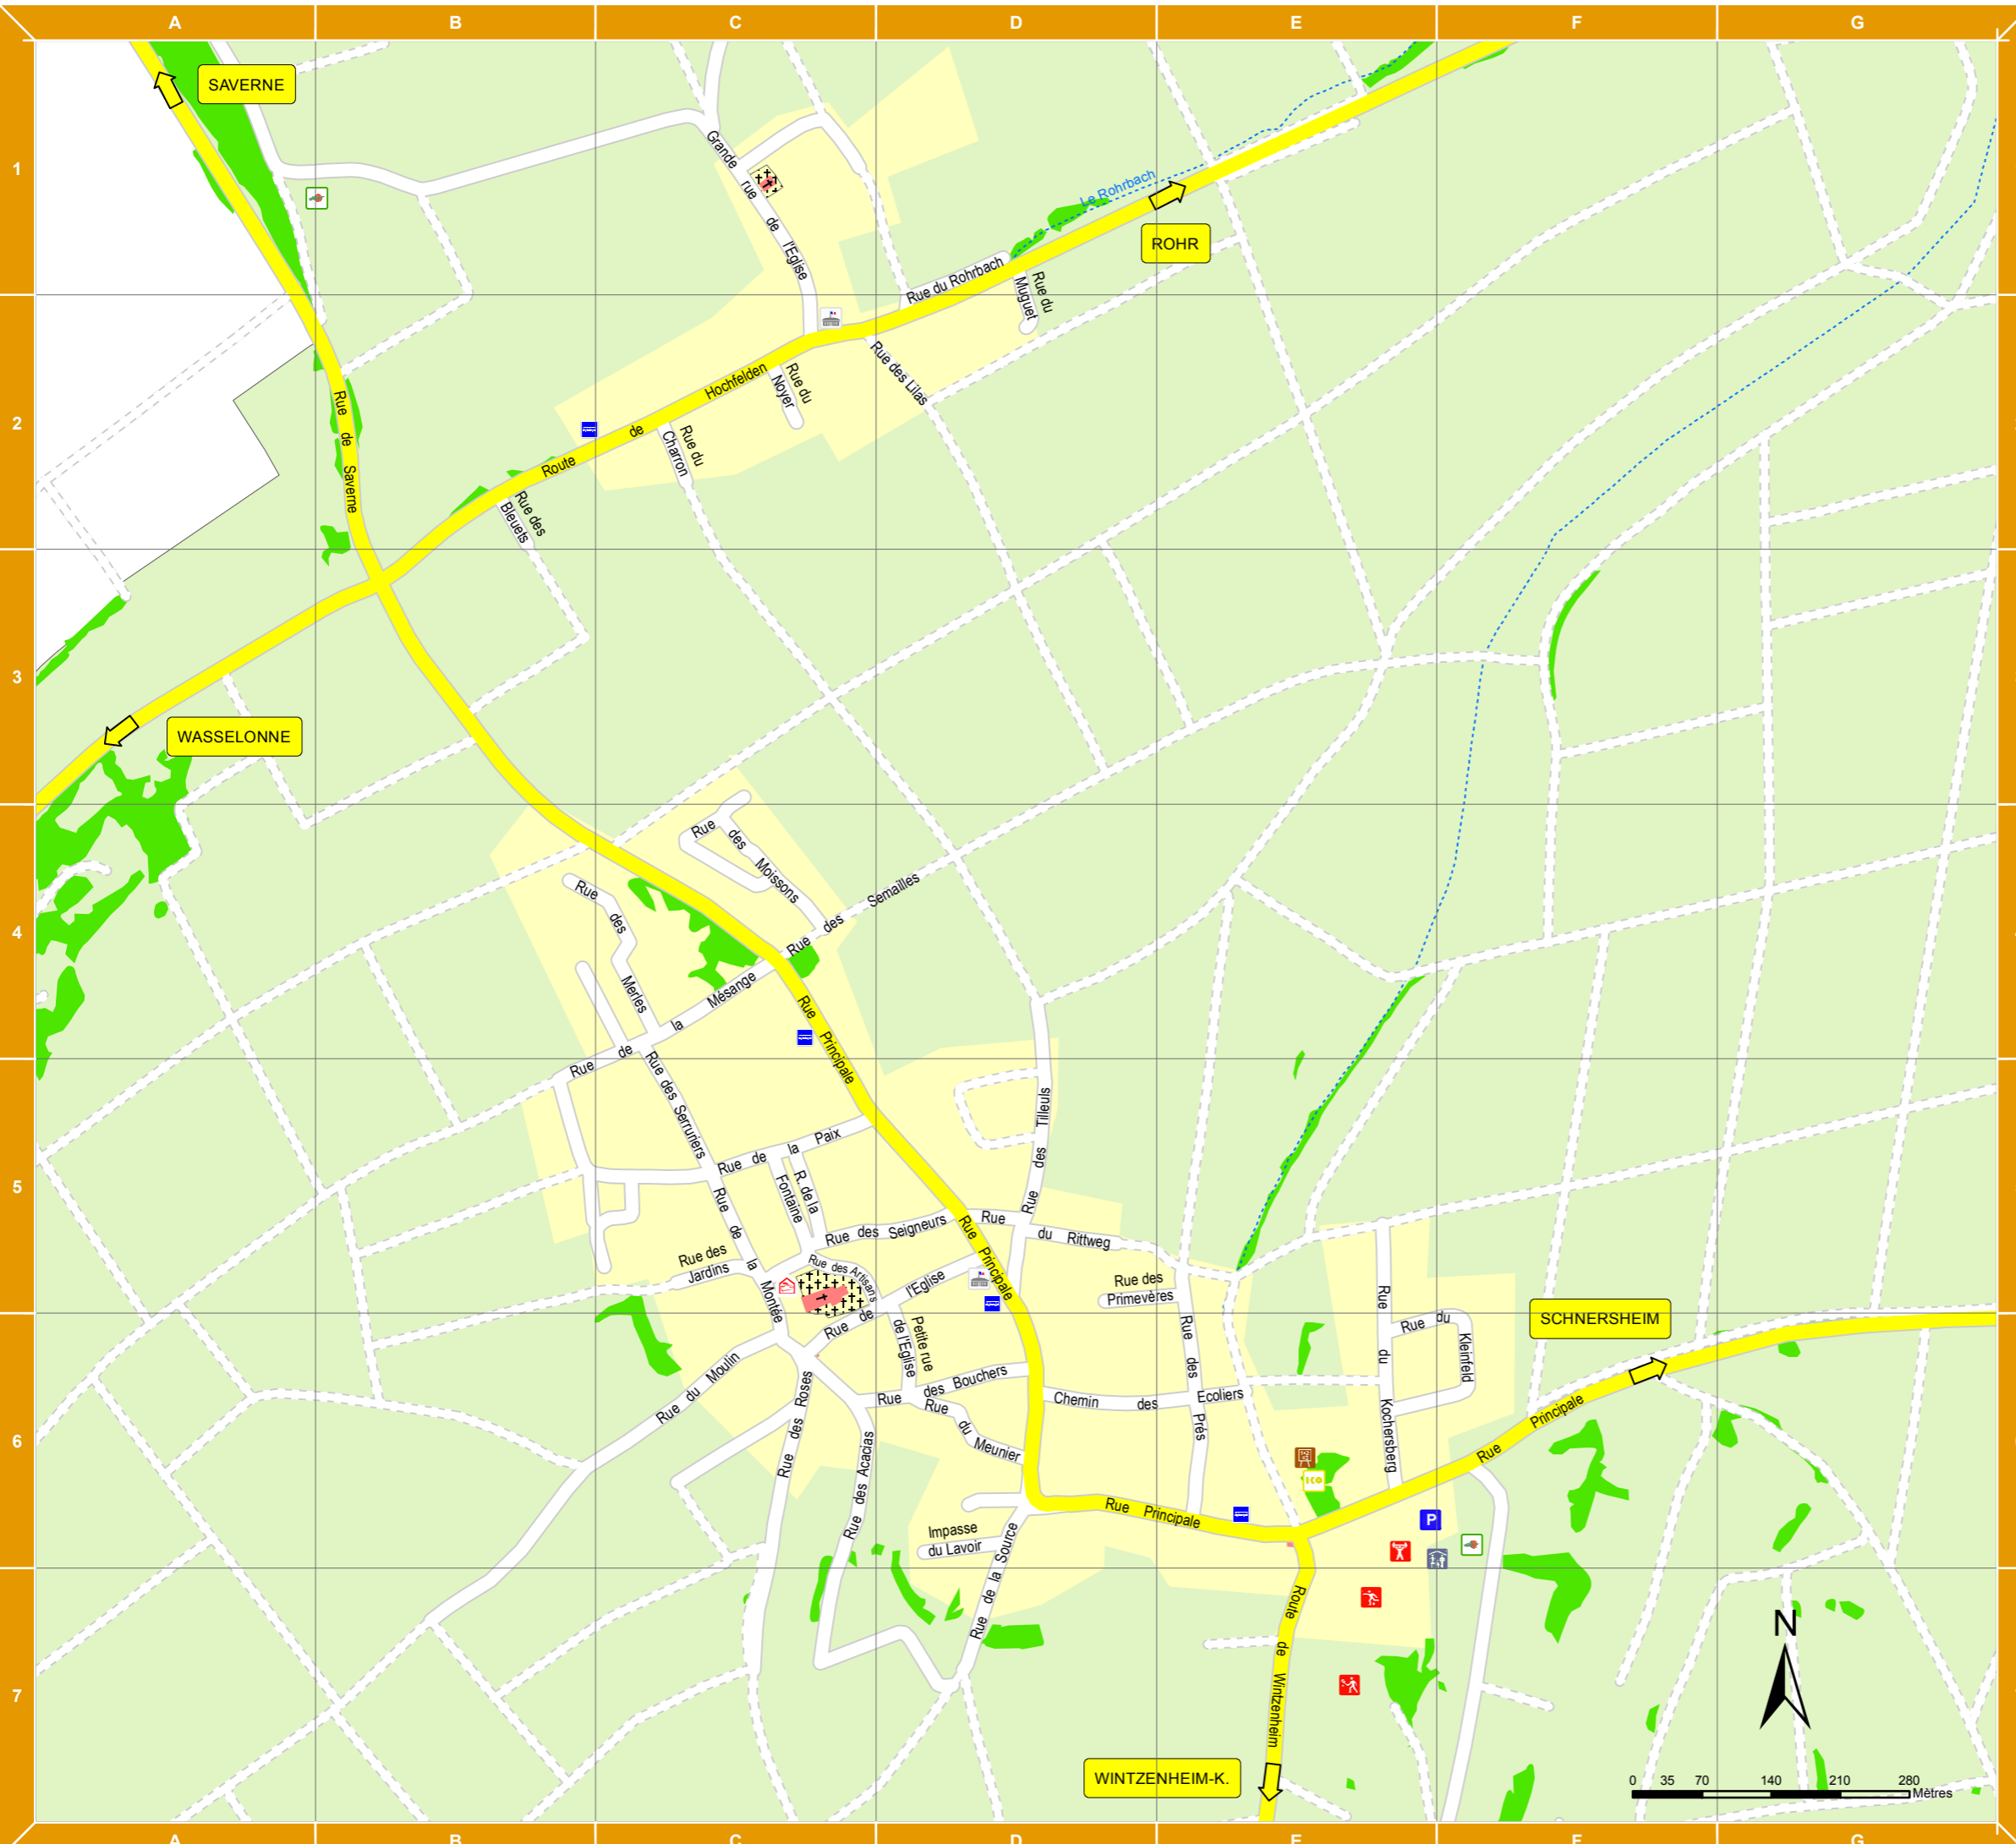 A B C D E F G
1
2
3
4
5
6
7
SAVERNE
Grande rue de l'Eglise
Le Rohrbach
ROHR
Rue du Rohrbach
Rue du
Muguet
Rue des Lilas
Rue du
Noyer
Route de Hochfelden
Rue du
Charron
Rue des
Bleuets
Rue de Saverne
WASSELONNE
Rue des Moissons
Rue des Semailles
Rue des Merles
Rue de la Mésange
Rue Principale
Rue des Serruriers
Rue de la Paix
R. de la
Fontaine
Rue des Tilleuls
Rue des Seigneurs
Rue du Rittweg
Rue de la Montée
Rue des
Jardins
Rue des Artisans
Rue de l'Eglise
Rue Principale
Rue des
Primevères
Petite rue
de l'Eglise
Rue du Moulin
Rue des Roses
Rue des Bouchers
Rue du Meunier
Chemin des Ecoliers
Rue des Prés
Rue du Kochersberg
Rue du Kleinfeld
SCHNERSHEIM
Rue Principale
Rue des Acacias
Rue Principale
ECO
P
Impasse
du Lavoir
Rue de la Source
Route de Wintzenheim
WINTZENHEIM-K.
N
0 35 70 140 210 280
Mètres
A B C D E F G